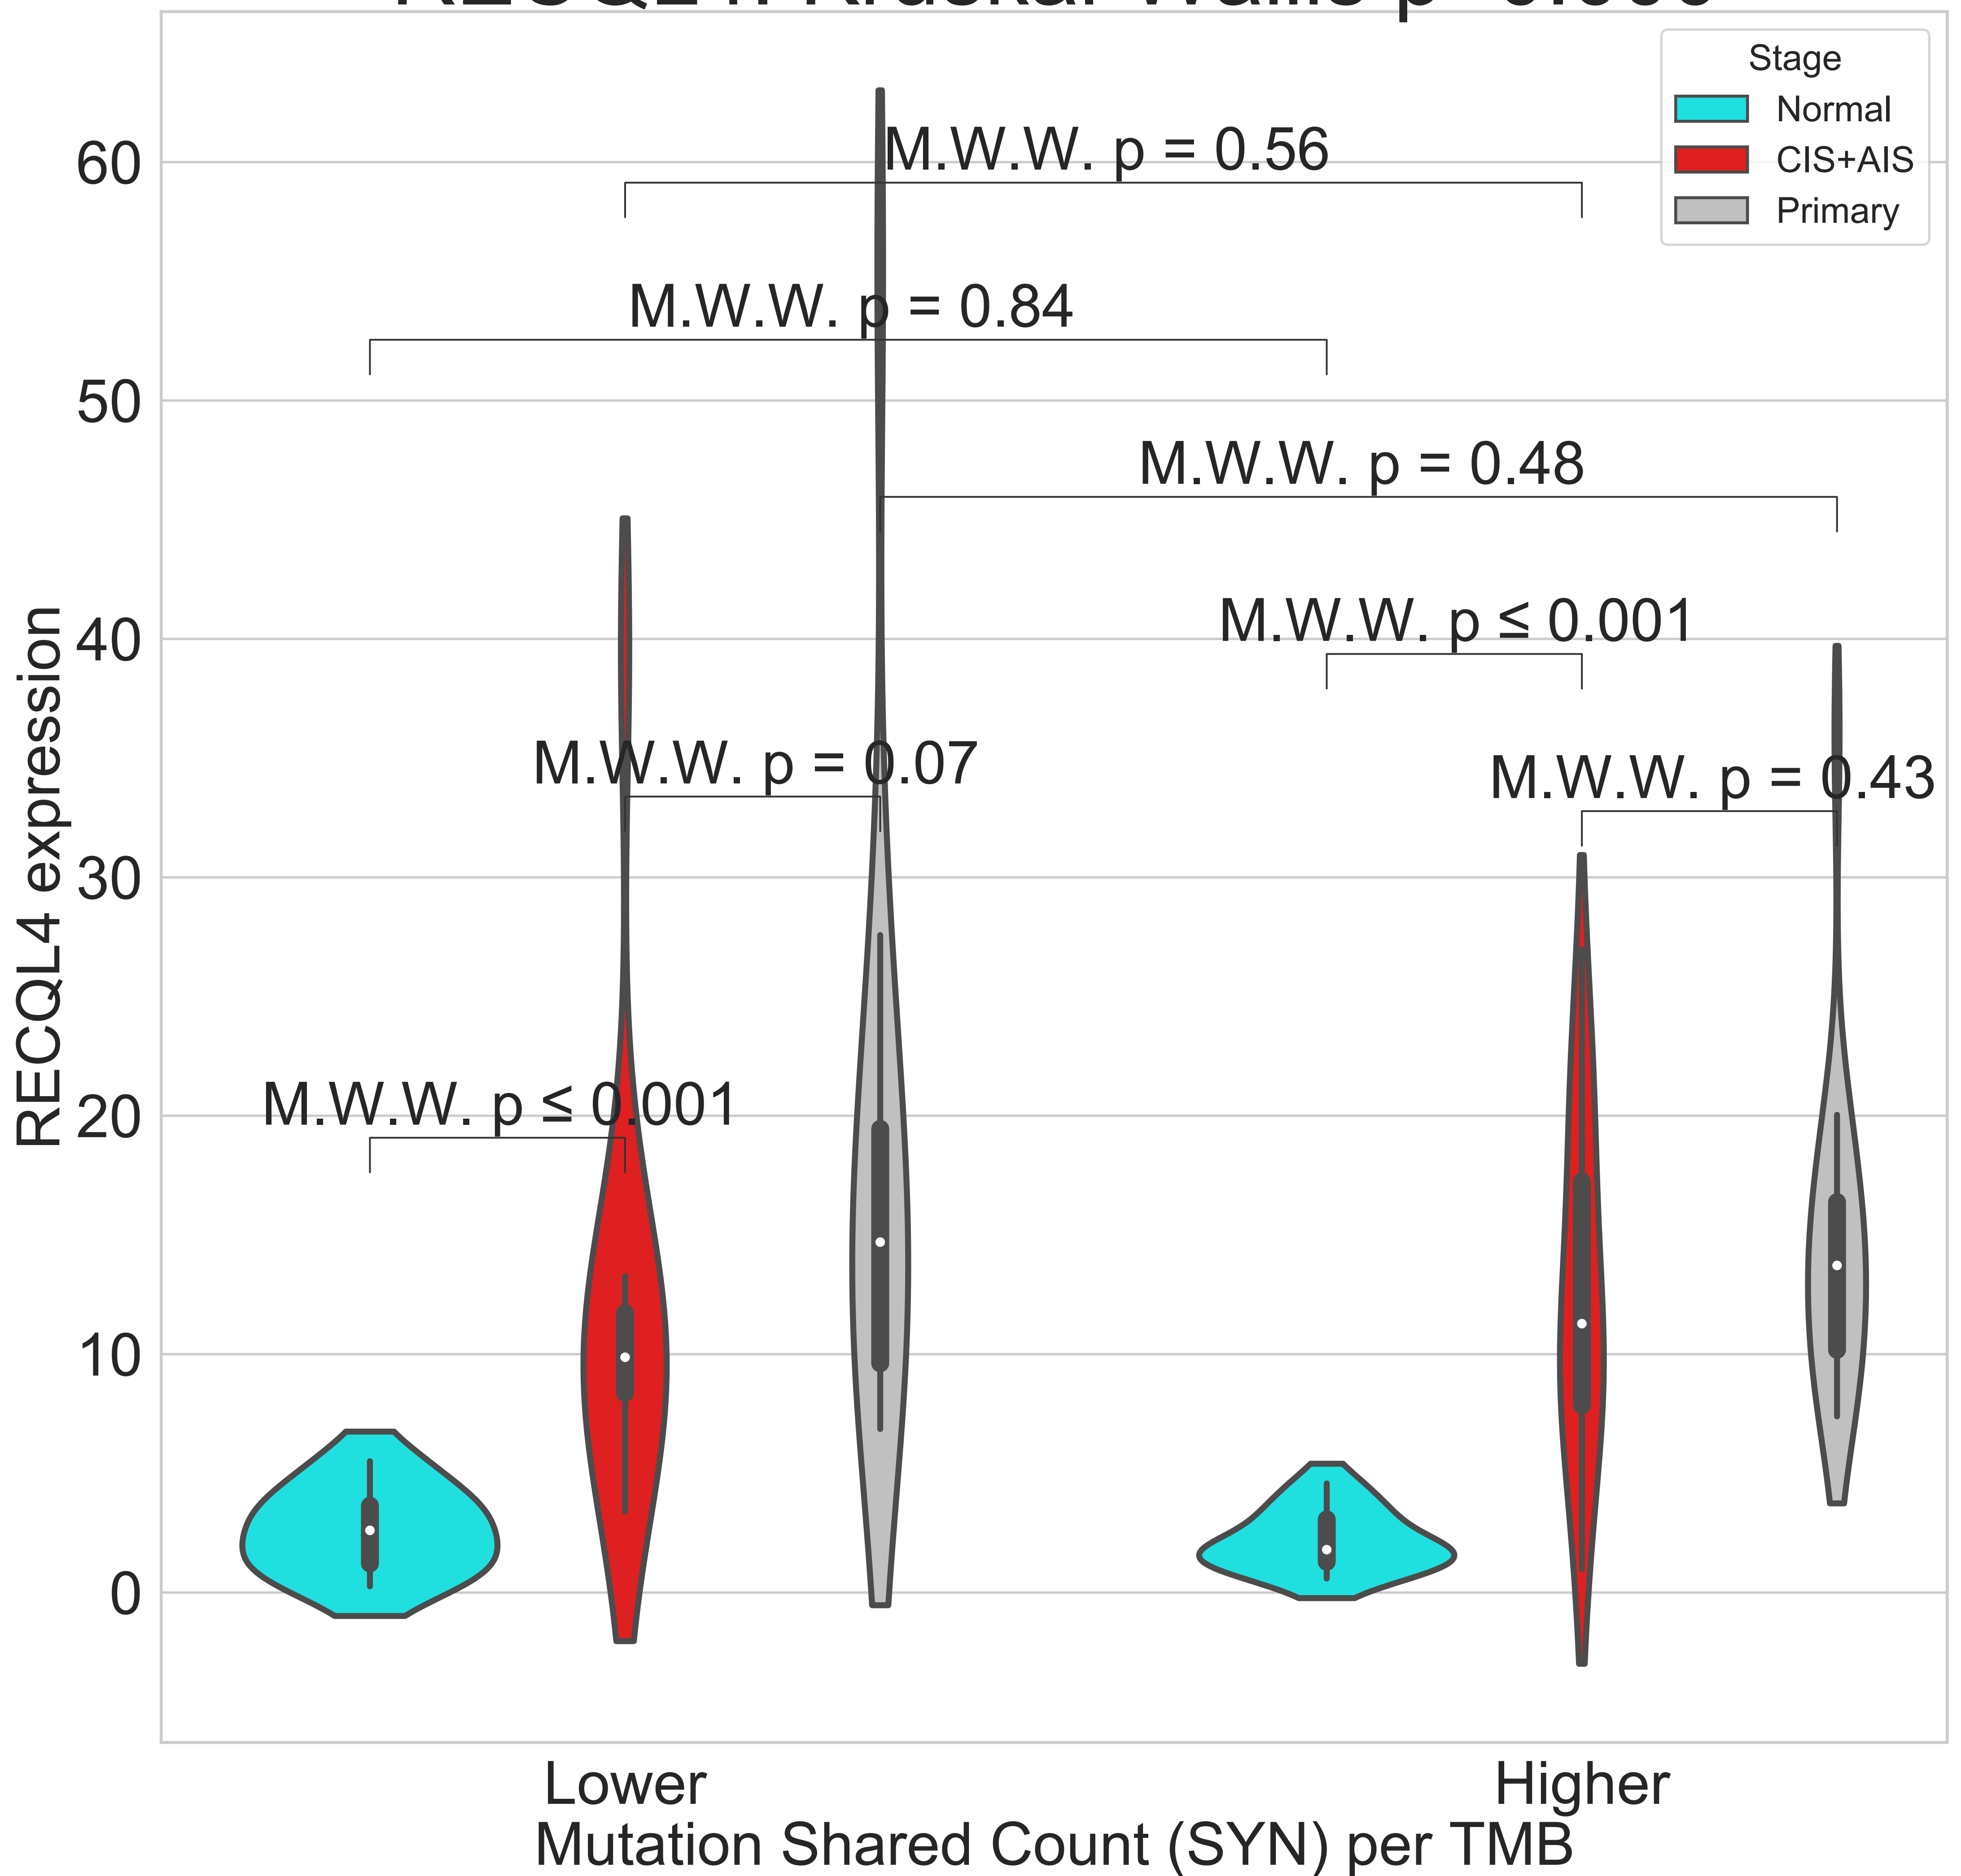 Stage
Normal
CIS+AIS
Primary
M.W.W. p = 0.56
M.W.W. p = 0.84
M.W.W. p = 0.48
M.W.W. p ≤ 0.001
M.W.W. p = 0.07
M.W.W. p = 0.43
M.W.W. p ≤ 0.001
60
50
40
30
20
10
0
RECQL4 expression
Lower
Higher
Mutation Shared Count (SYN) per TMB